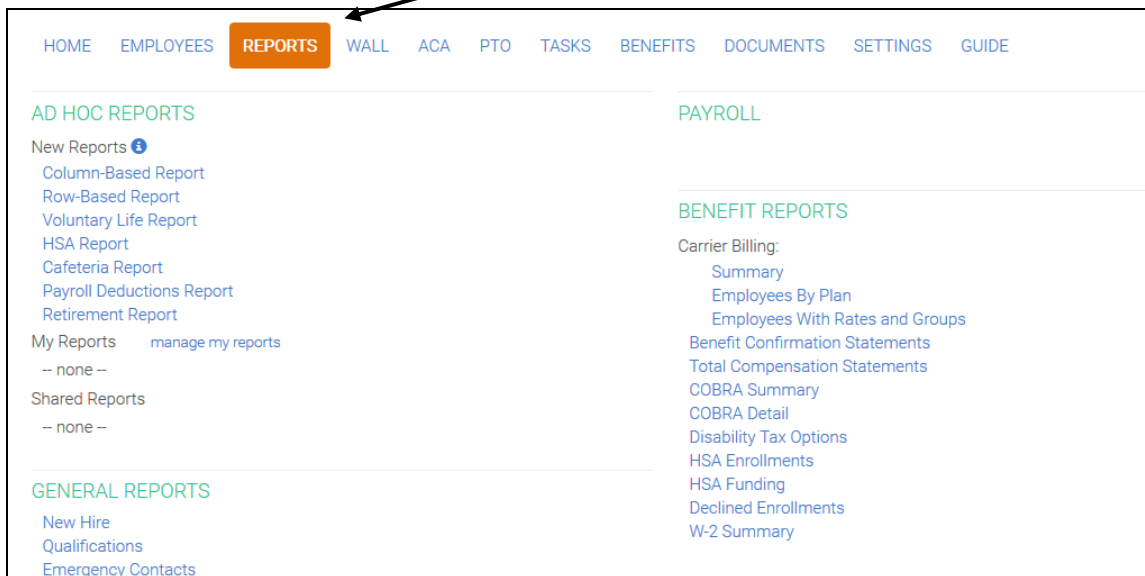 HOME EMPLOYEES REPORTS WALL ACA PTO TASKS BENEFITS DOCUMENTS SETTINGS GUIDE
AD HOC REPORTS
New Reports
Column-Based Report
Row-Based Report
Voluntary Life Report
HSA Report
Cafeteria Report
Payroll Deductions Report
Retirement Report
My Reports manage my reports
-- none --
Shared Reports
-- none --
GENERAL REPORTS
New Hire
Qualifications
Emergency Contacts
PAYROLL
BENEFIT REPORTS
Carrier Billing:
Summary
Employees By Plan
Employees With Rates and Groups
Benefit Confirmation Statements
Total Compensation Statements
COBRA Summary
COBRA Detail
Disability Tax Options
HSA Enrollments
HSA Funding
Declined Enrollments
W-2 Summary